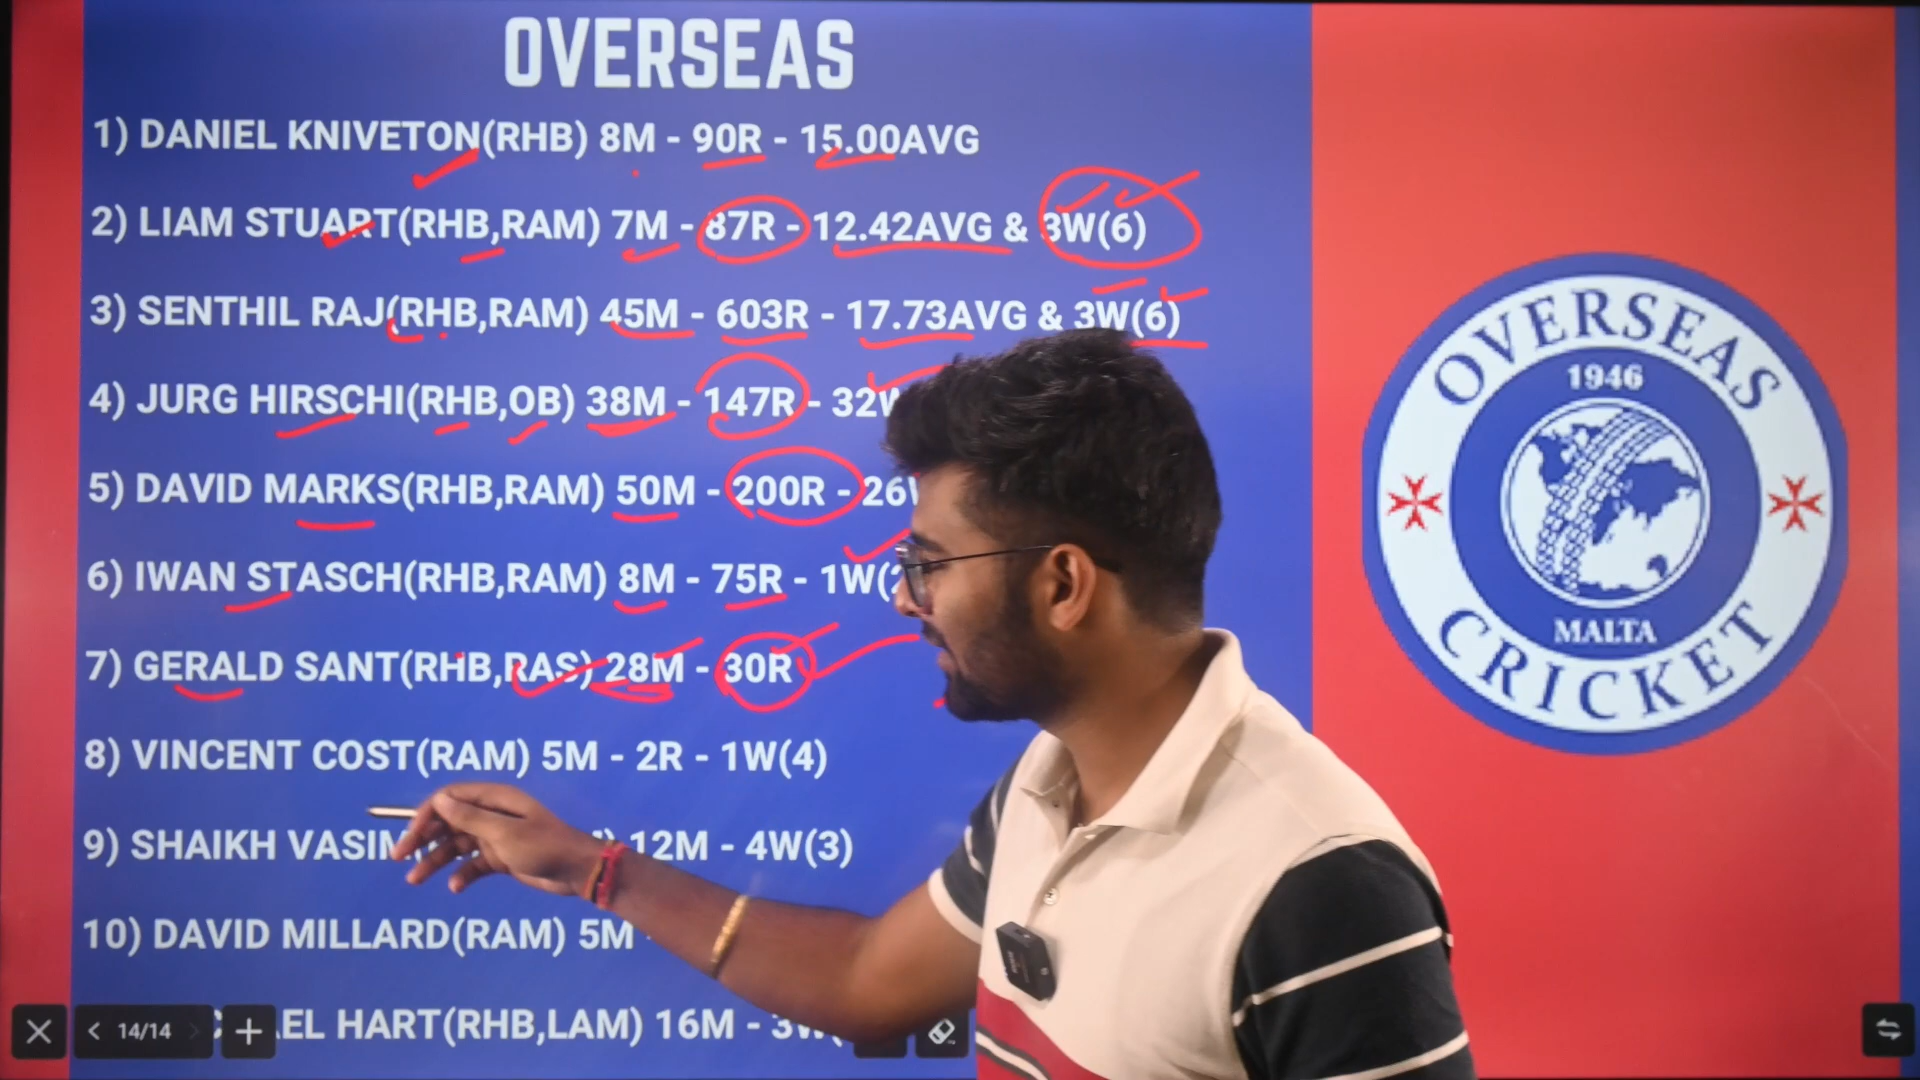 OVERSEAS
1) DANIEL KNIVETON(RHB) 8M - 90R - 15.00AVG
2) LIAM STUART(RHB,RAM) 7M - 87R - 12.42AVG & 3W(6)
3) SENTHIL RAJ(RHB,RAM) 45M - 603R - 17.73AVG & 3W(6)
4) JURG HIRSCHI(RHB,OB) 38M - 147R - 32W
5) DAVID MARKS(RHB,RAM) 50M - 200R - 26W
6) IWAN STASCH(RHB,RAM) 8M - 75R - 1W(2
7) GERALD SANT(RHB,RAS) 28M - 30R
8) VINCENT COST(RAM) 5M - 2R - 1W(4)
9) SHAIKH VASIM 12M - 4W(3)
10) DAVID MILLARD(RAM) 5M
HART(RHB,LAM) 16M - 3W
14/14
OVERSEAS
1946
MALTA
CRICKET